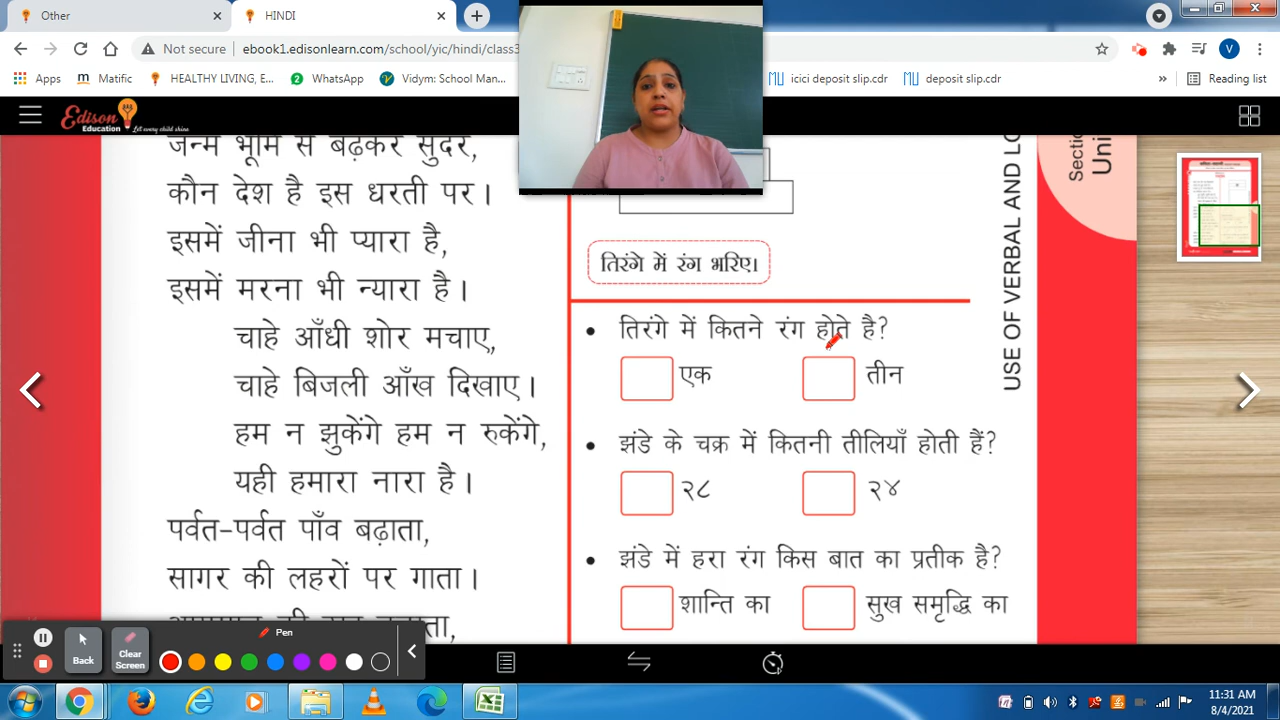 Other
HINDI
Not secure
ebook1.edisonlearn.com/school/yic/hindi/class3
Apps
Matific
HEALTHY LIVING, E...
WhatsApp
Vidym: School Man...
icici deposit slip.cdr
deposit slip.cdr
Reading list
Edison
Education
Let every child shine
जन्म भूमि से बढ़कर सुंदर,
कौन देश है इस धरती पर।
इसमें जीना भी प्यारा है,
इसमें मरना भी न्यारा है।
चाहे आँधी शोर मचाए,
चाहे बिजली आँख दिखाए।
हम न झुकेंगे हम न रुकेंगे,
यही हमारा नारा है।
पर्वत-पर्वत पाँव बढ़ाता,
सागर की लहरों पर गाता।
तिरंगे में रंग भरिए।
तिरंगे में कितने रंग होते है?
एक
तीन
झंडे के चक्र में कितनी तीलियाँ होती हैं?
२८
२४
झंडे में हरा रंग किस बात का प्रतीक है?
शान्ति का
सुख समृद्धि का
USE OF VERBAL AND
Pen
Back
Clear
Screen
11:31 AM
8/4/2021